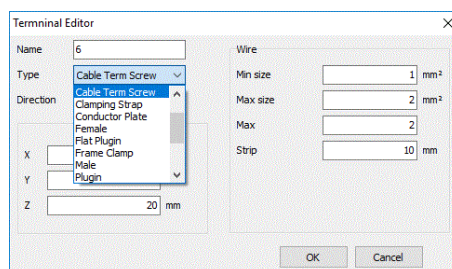 Termninal Editor
Name 6
Type Cable Term Screw
Direction
Cable Term Screw
Clamping Strap
Conductor Plate
Female
Flat Plugin
Frame Clamp
Male
Plugin
X
Y
Z 20 mm
Wire
Min size 1 mm²
Max size 2 mm²
Max 2
Strip 10 mm
OK Cancel